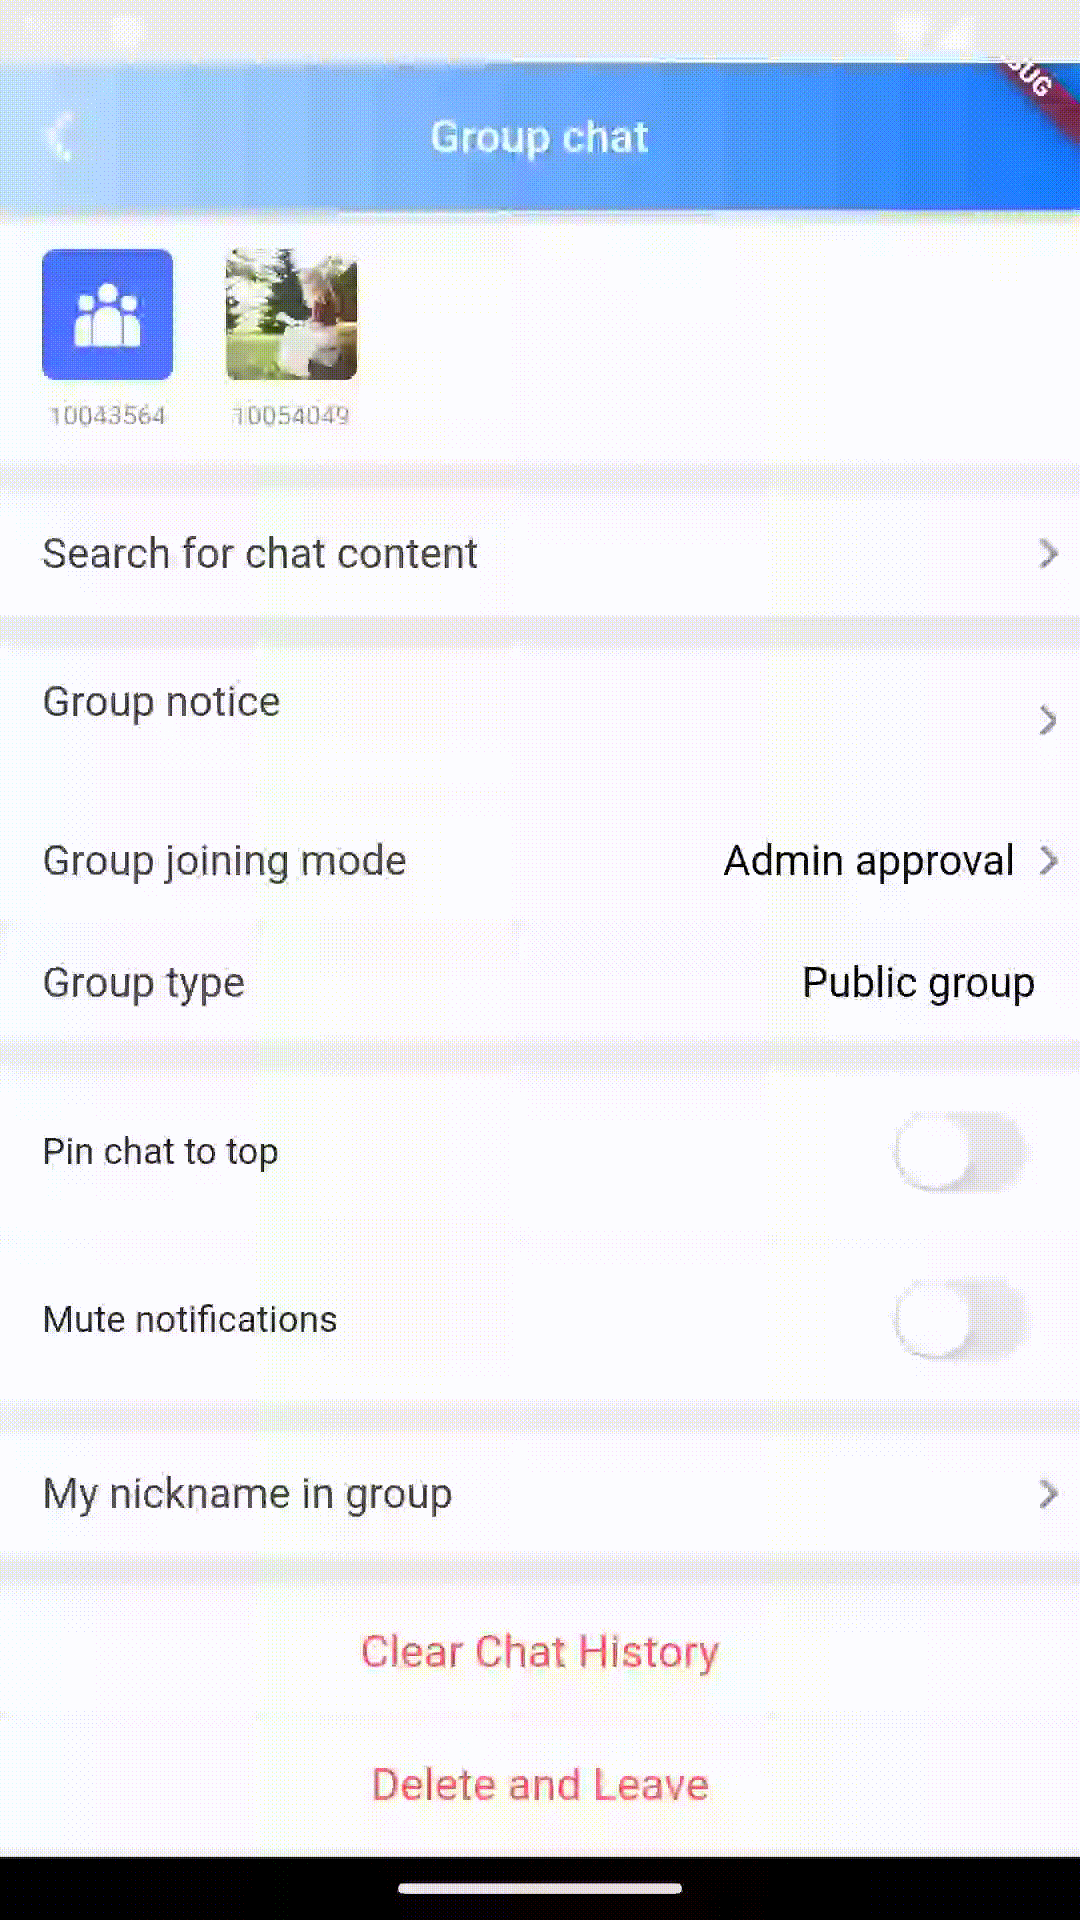 UG
Group chat
10043564
10054049
Search for chat content
Group notice
Group joining mode
Admin approval
Group type
Public group
Pin chat to top
Mute notifications
My nickname in group
Clear Chat History
Delete and Leave